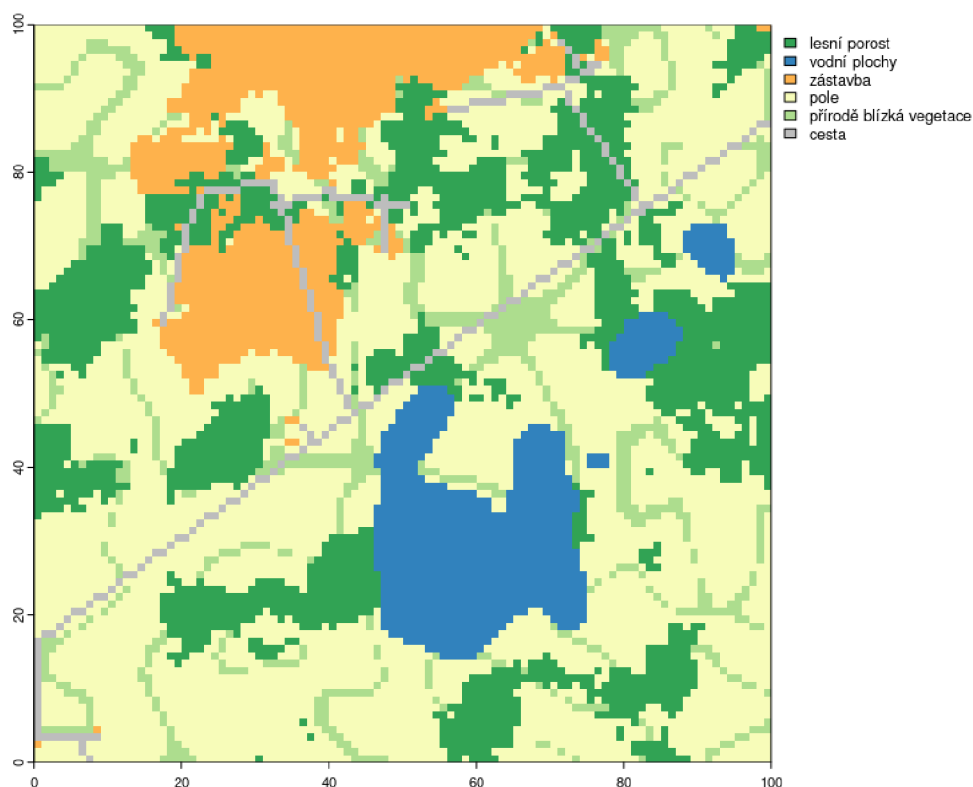 100
80
60
40
20
0
0 20 40 60 80 100
lesní porost
vodní plochy
zástavba
pole
přírodě blízká vegetace
cesta